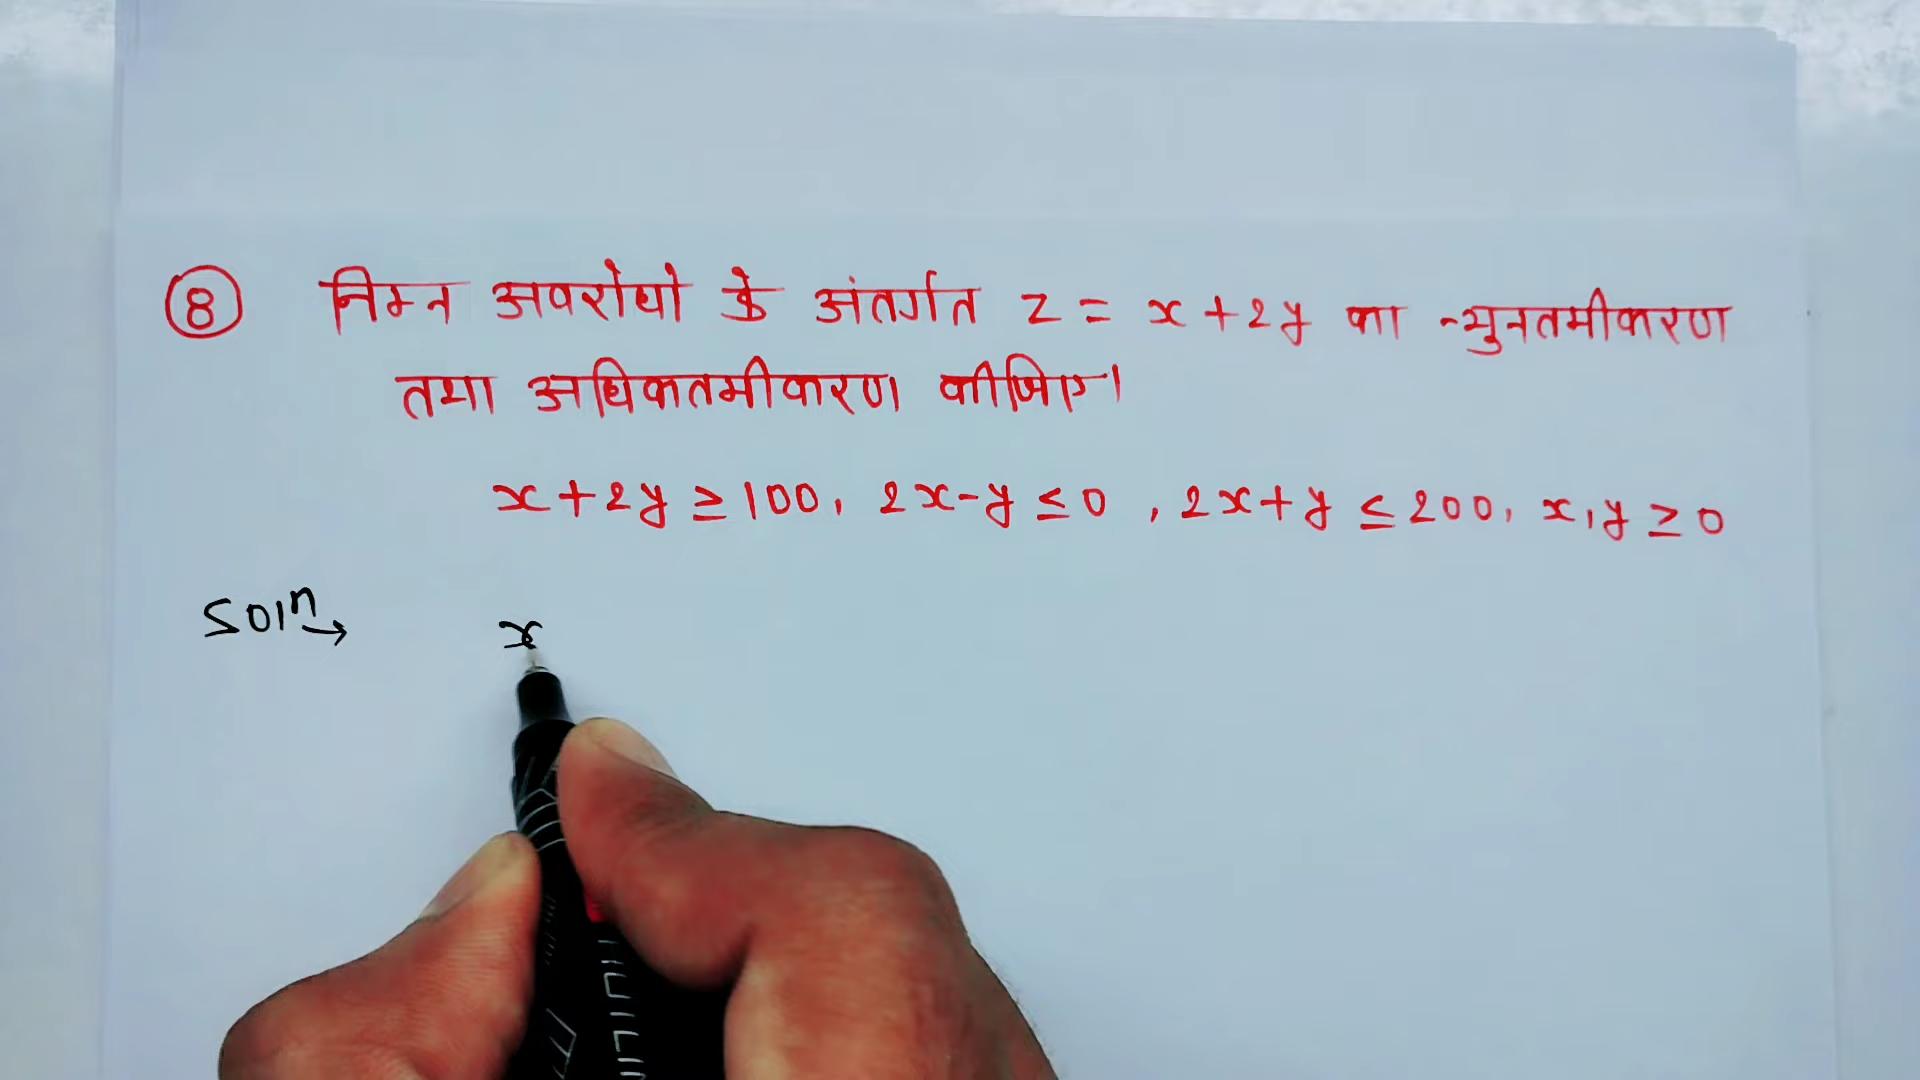 ⑧ निम्न अवरोधो के अंतर्गत z = x + 2y का न्युनतमीकरण
तथा अधिकतमीकरण कीजिए।
x + 2y ≥ 100, 2x - y ≤ 0, 2x + y ≤ 200, x, y ≥ 0
Solⁿ→ x